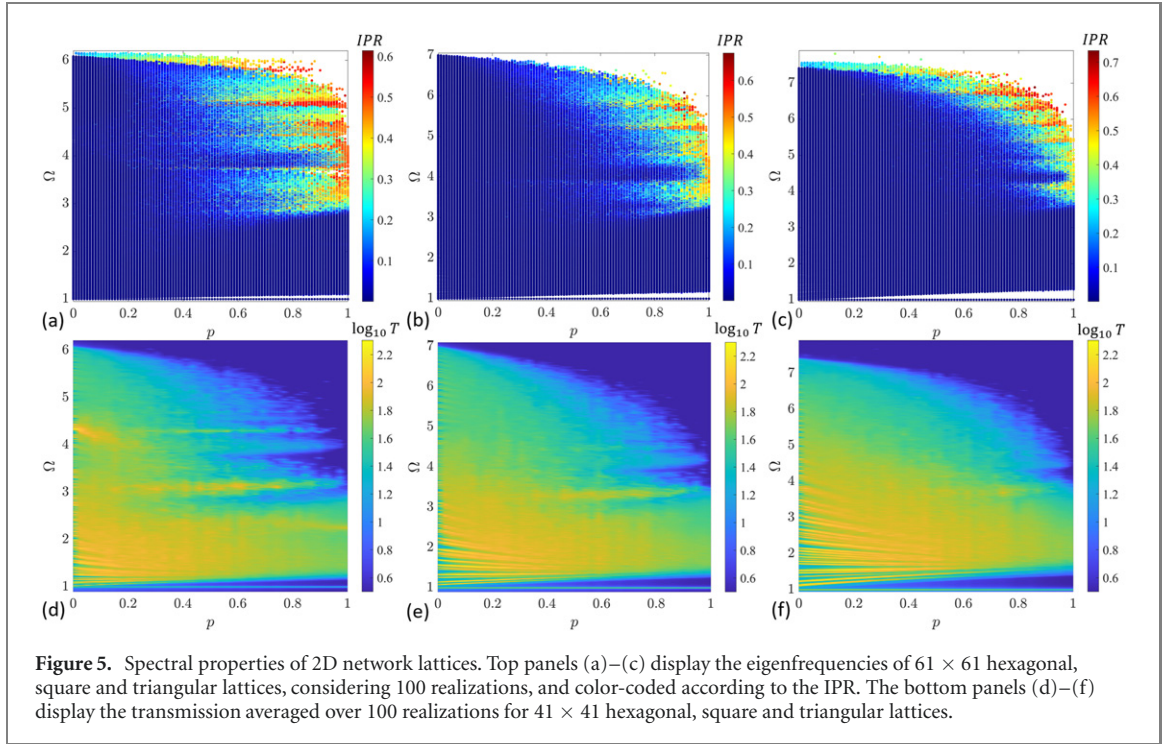 IPR IPR IPR
6 0.6 7 0.6 7 0.7
5 0.5 6 0.5 6 0.6
4 0.4 5 0.4 5 0.5
Ω 0.3 Ω 4 0.3 Ω 4 0.4
3 0.2 3 0.2 3 0.3
2 0.1 2 0.1 2 0.2
1 1 1 0.1
0 0.2 0.4 0.6 0.8 1 0 0.2 0.4 0.6 0.8 1 0 0.2 0.4 0.6 0.8 1
(a) p (b) p (c) p
log₁₀ T log₁₀ T log₁₀ T
6 2.2 7 2.2 7 2.2
5 2 6 2 6 2
4 1.8 5 1.8 5 1.8
Ω 1.6 Ω 4 1.6 Ω 4 1.6
3 1.4 3 1.4 3 1.4
2 1.2 2 1.2 2 1.2
1 1 1 1 1 1
0.8 0.8 0.8
0.6 0.6 0.6
0 0.2 0.4 0.6 0.8 1 0 0.2 0.4 0.6 0.8 1 0 0.2 0.4 0.6 0.8 1
(d) p (e) p (f) p
Figure 5. Spectral properties of 2D network lattices. Top panels (a)–(c) display the eigenfrequencies of 61 × 61 hexagonal,
square and triangular lattices, considering 100 realizations, and color-coded according to the IPR. The bottom panels (d)–(f)
display the transmission averaged over 100 realizations for 41 × 41 hexagonal, square and triangular lattices.